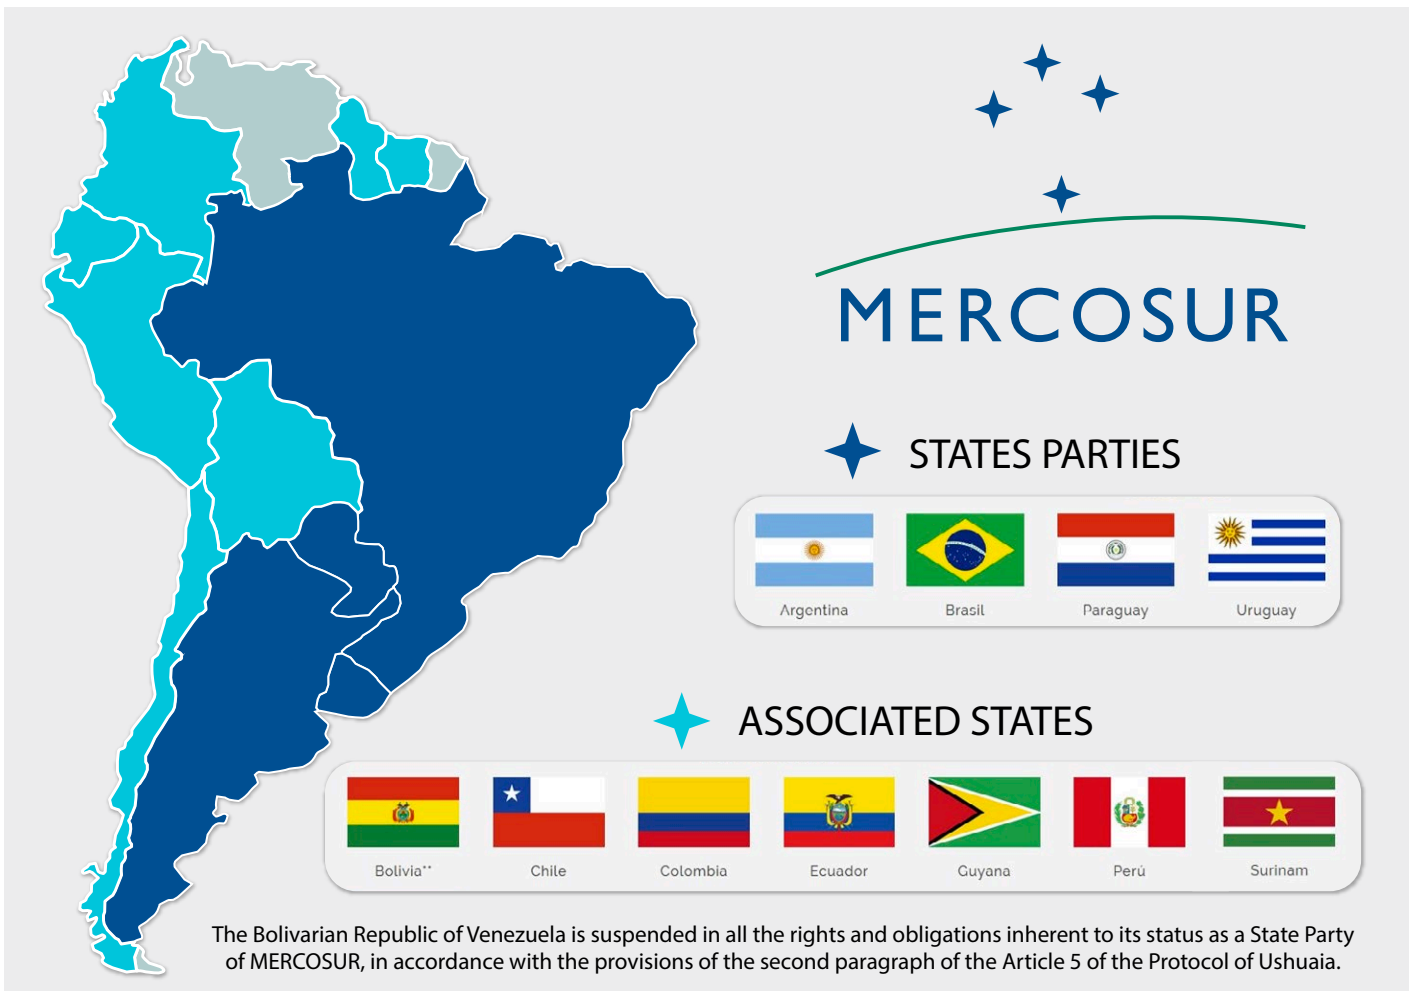 MERCOSUR
STATES PARTIES
Argentina
Brasil
Paraguay
Uruguay
ASSOCIATED STATES
Bolivia**
Chile
Colombia
Ecuador
Guyana
Perú
Surinam
The Bolivarian Republic of Venezuela is suspended in all the rights and obligations inherent to its status as a State Party
of MERCOSUR, in accordance with the provisions of the second paragraph of the Article 5 of the Protocol of Ushuaia.